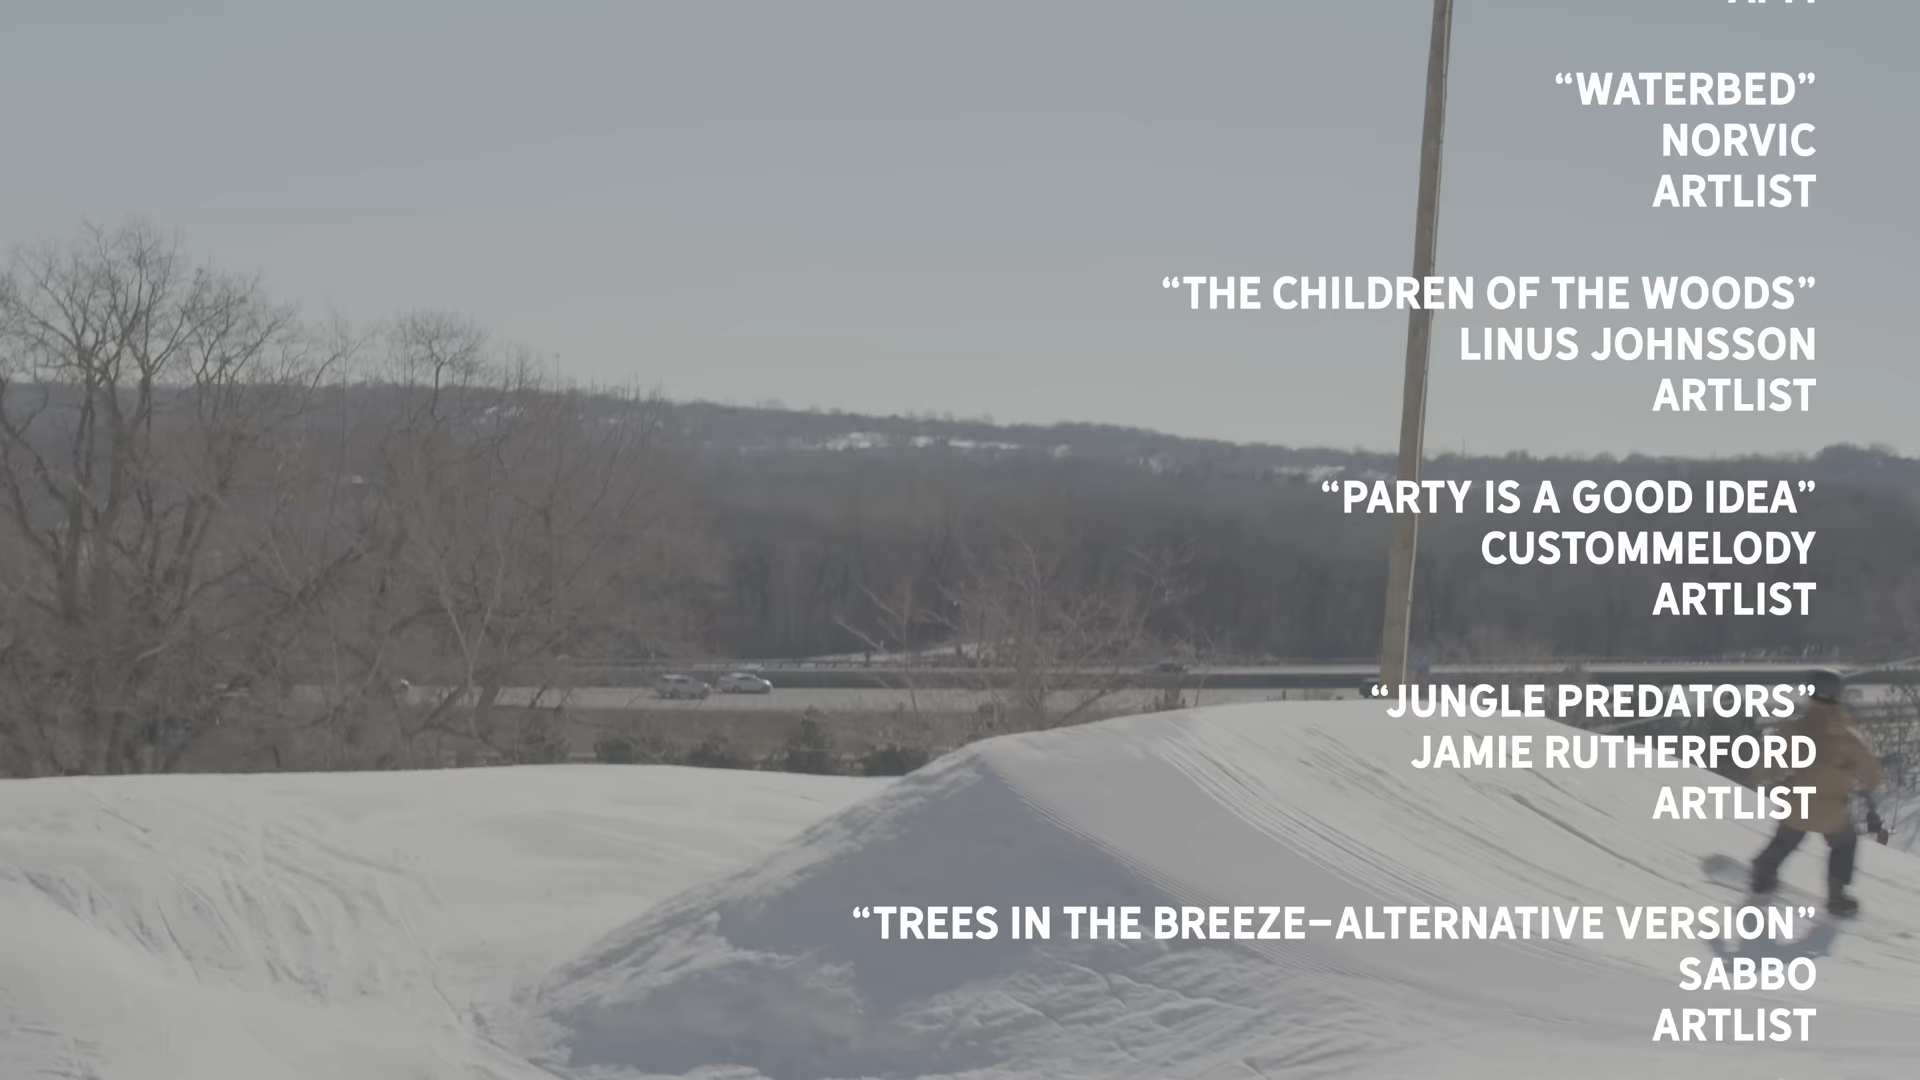 “WATERBED”
NORVIC
ARTLIST
“THE CHILDREN OF THE WOODS”
LINUS JOHNSSON
ARTLIST
“PARTY IS A GOOD IDEA”
CUSTOMMELODY
ARTLIST
“JUNGLE PREDATORS”
JAMIE RUTHERFORD
ARTLIST
“TREES IN THE BREEZE–ALTERNATIVE VERSION”
SABBO
ARTLIST